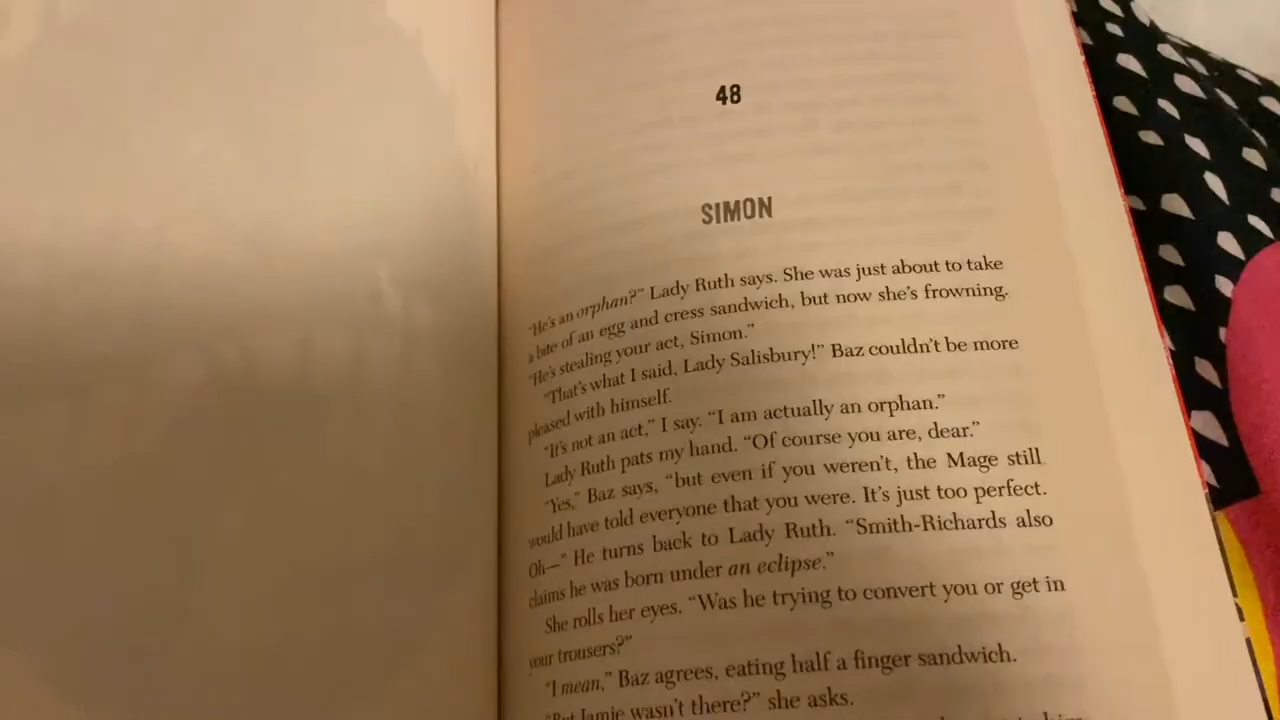 48
SIMON
“He’s an orphan?” Lady Ruth says. She was just about to take
a bite of an egg and cress sandwich, but now she’s frowning.
“He’s stealing your act, Simon.”
“That’s what I said, Lady Salisbury!” Baz couldn’t be more
pleased with himself.
“It’s not an act,” I say. “I am actually an orphan.”
Lady Ruth pats my hand. “Of course you are, dear.”
“Yes,” Baz says, “but even if you weren’t, the Mage still
would have told everyone that you were. It’s just too perfect.
Oh—” He turns back to Lady Ruth. “Smith-Richards also
claims he was born under an eclipse.”
She rolls her eyes. “Was he trying to convert you or get in
your trousers?”
“I mean,” Baz agrees, eating half a finger sandwich.
“But Jamie wasn’t there?” she asks.